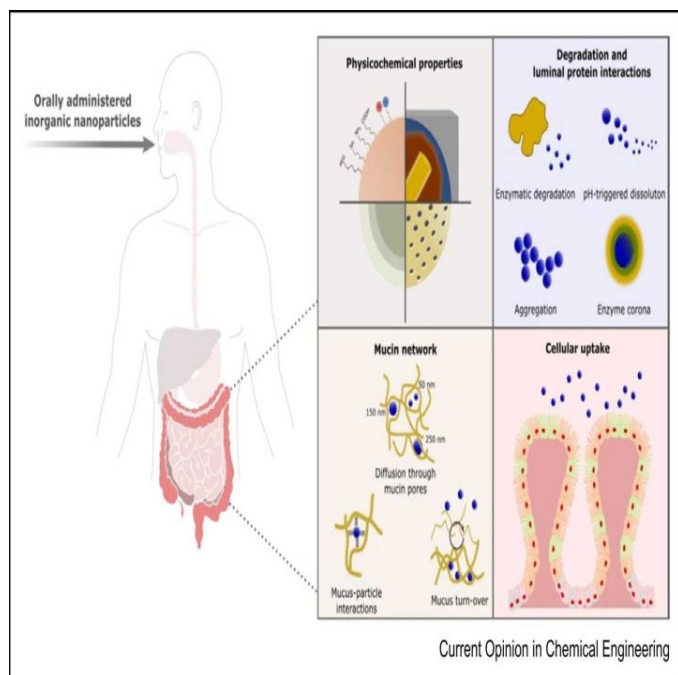 Orally administered
inorganic nanoparticles
Physicochemical properties
Degradation and
luminal protein interactions
Enzymatic degradation
pH-triggered dissoluton
Aggregation
Enzyme corona
Mucin network
50 nm
150 nm
250 nm
Diffusion through
mucin pores
Mucus-particle
interactions
Mucus turn-over
Cellular uptake
Current Opinion in Chemical Engineering